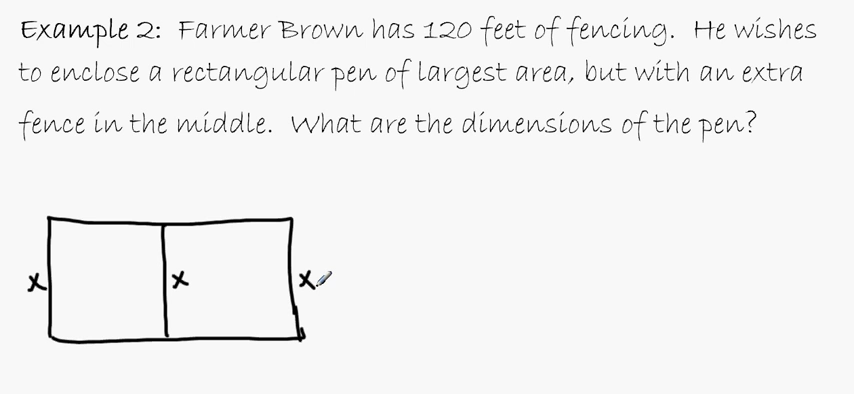 Example 2: Farmer Brown has 120 feet of fencing. He wishes
to enclose a rectangular pen of largest area, but with an extra
fence in the middle. What are the dimensions of the pen?
x x x